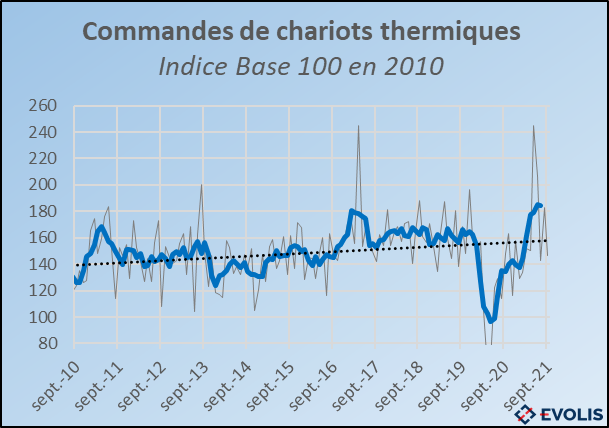 Commandes de chariots thermiques
Indice Base 100 en 2010
260
240
220
200
180
160
140
120
100
80
sept.-10
sept.-11
sept.-12
sept.-13
sept.-14
sept.-15
sept.-16
sept.-17
sept.-18
sept.-19
sept.-20
sept.-21
EVOLIS